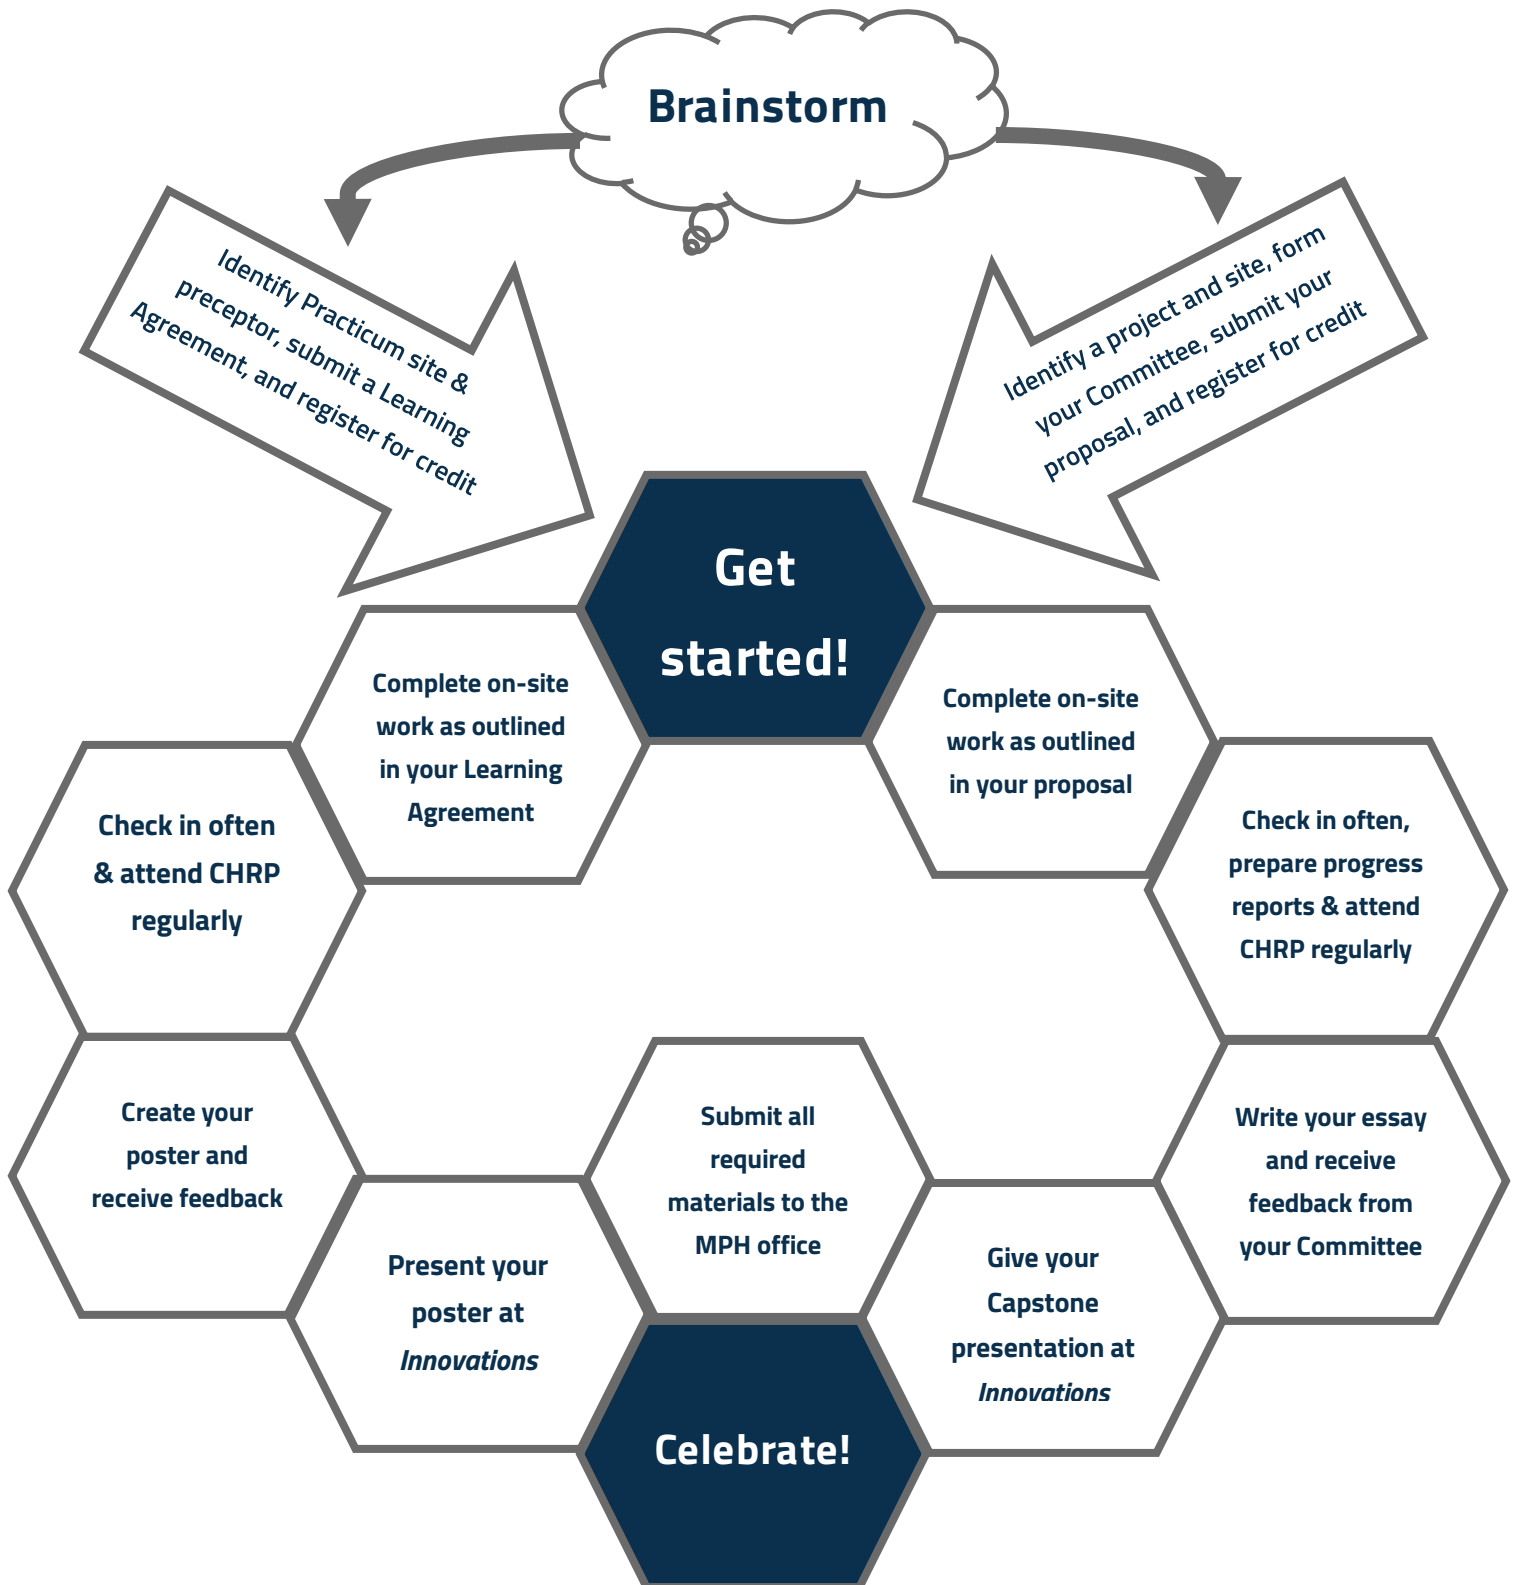 Brainstorm
Identify Practicum site &
preceptor, submit a Learning
Agreement, and register for credit
Identify a project and site, form
your Committee, submit your
proposal, and register for credit
Get
started!
Complete on-site
work as outlined
in your Learning
Agreement
Complete on-site
work as outlined
in your proposal
Check in often
& attend CHRP
regularly
Check in often,
prepare progress
reports & attend
CHRP regularly
Create your
poster and
receive feedback
Submit all
required
materials to the
MPH office
Write your essay
and receive
feedback from
your Committee
Present your
poster at
Innovations
Give your
Capstone
presentation at
Innovations
Celebrate!